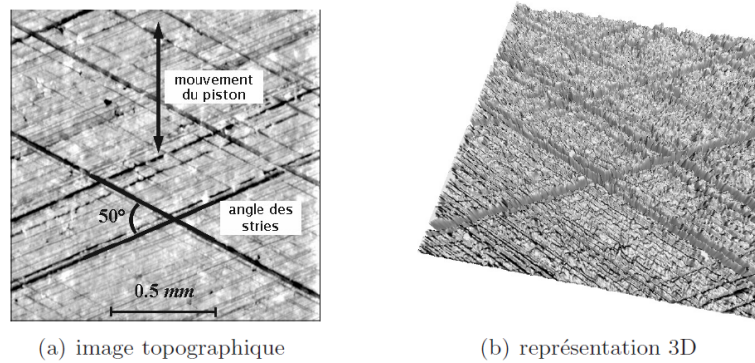 mouvement
du piston
50°
angle des
stries
0.5 mm
(a) image topographique
(b) représentation 3D